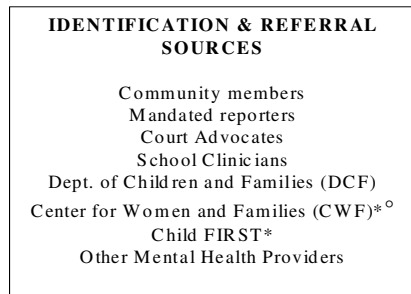 IDENTIFICATION & REFERRAL
SOURCES
Community members
Mandated reporters
Court Advocates
School Clinicians
Dept. of Children and Families (DCF)
Center for Women and Families (CWF)*°
Child FIRST*
Other Mental Health Providers